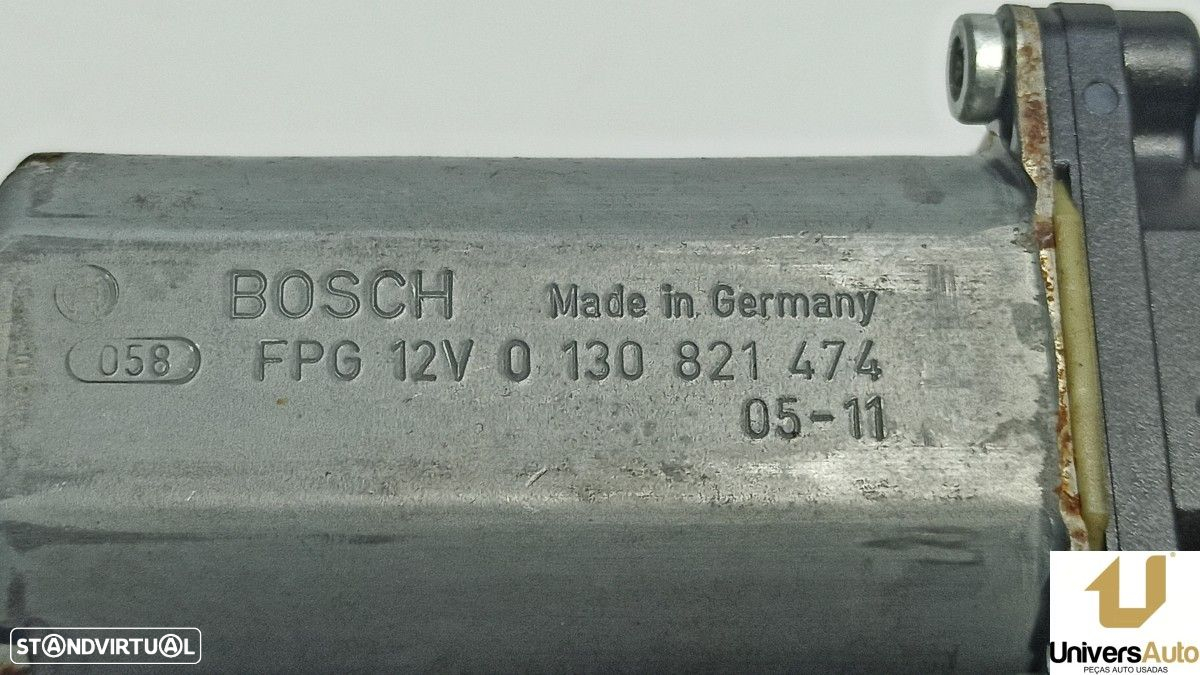 BOSCH Made in Germany
058 FPG 12V 0 130 821 474
05-11
STANDVIRTUAL
UniversAuto
PEÇAS AUTO USADAS